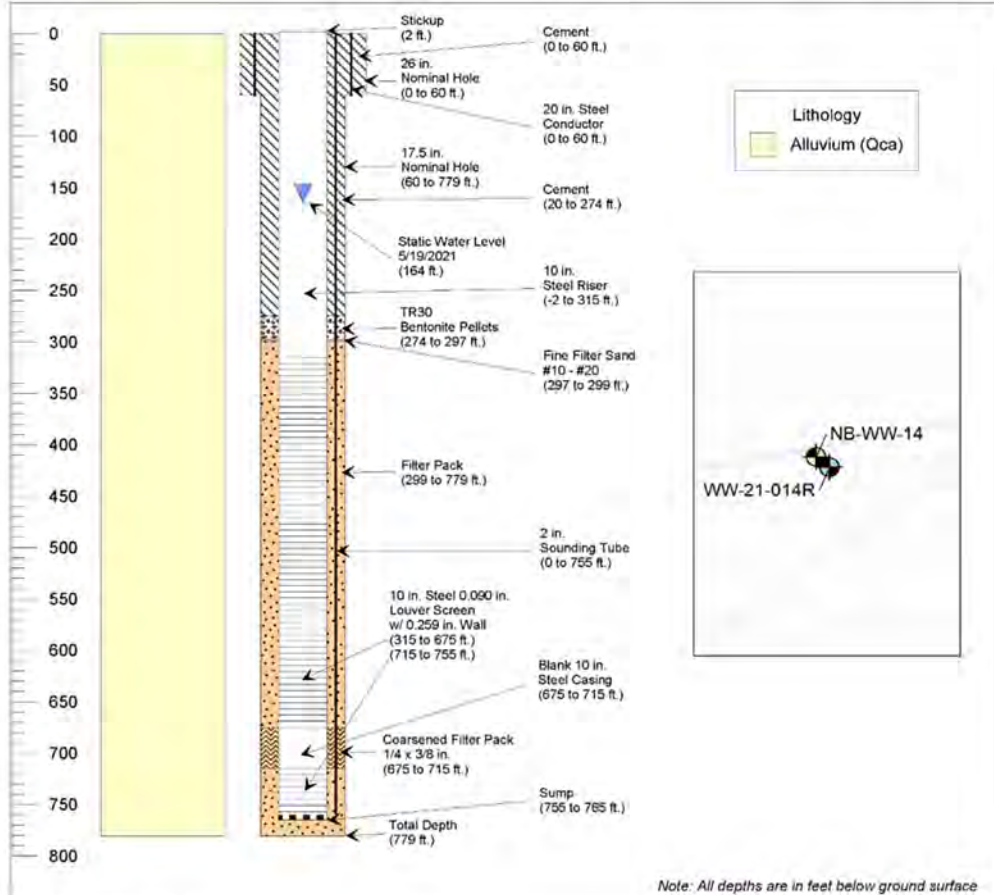 0
50
100
150
200
250
300
350
400
450
500
550
600
650
700
750
800
Stickup
(2 ft.)
26 in.
Nominal Hole
(0 to 60 ft.)
17.5 in.
Nominal Hole
(60 to 779 ft.)
Static Water Level
5/19/2021
(164 ft.)
TR30
Bentonite Pellets
(274 to 297 ft.)
Filter Pack
(299 to 779 ft.)
10 in. Steel 0.090 in.
Louver Screen
w/ 0.259 in. Wall
(315 to 675 ft.)
(715 to 755 ft.)
Coarsened Filter Pack
1/4 x 3/8 in.
(675 to 715 ft.)
Total Depth
(779 ft.)
Cement
(0 to 60 ft.)
20 in. Steel
Conductor
(0 to 60 ft.)
Cement
(20 to 274 ft.)
10 in.
Steel Riser
(-2 to 315 ft.)
Fine Filter Sand
#10 - #20
(297 to 299 ft.)
2 in.
Sounding Tube
(0 to 755 ft.)
Blank 10 in.
Steel Casing
(675 to 715 ft.)
Sump
(755 to 765 ft.)
Lithology
Alluvium (Qca)
NB-WW-14
WW-21-014R
Note: All depths are in feet below ground surface